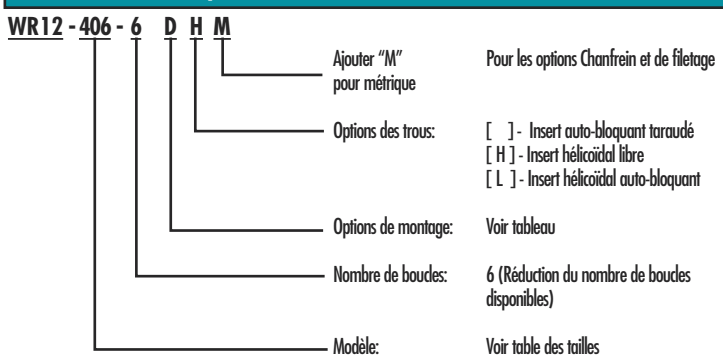 WR12 - 406 - 6 D H M
Ajouter “M” Pour les options Chanfrein et de filetage
pour métrique
Options des trous: [ ] - Insert auto-bloquant taraudé
[ H ] - Insert hélicoïdal libre
[ L ] - Insert hélicoïdal auto-bloquant
Options de montage: Voir tableau
Nombre de boucles: 6 (Réduction du nombre de boucles
disponibles)
Modèle: Voir table des tailles